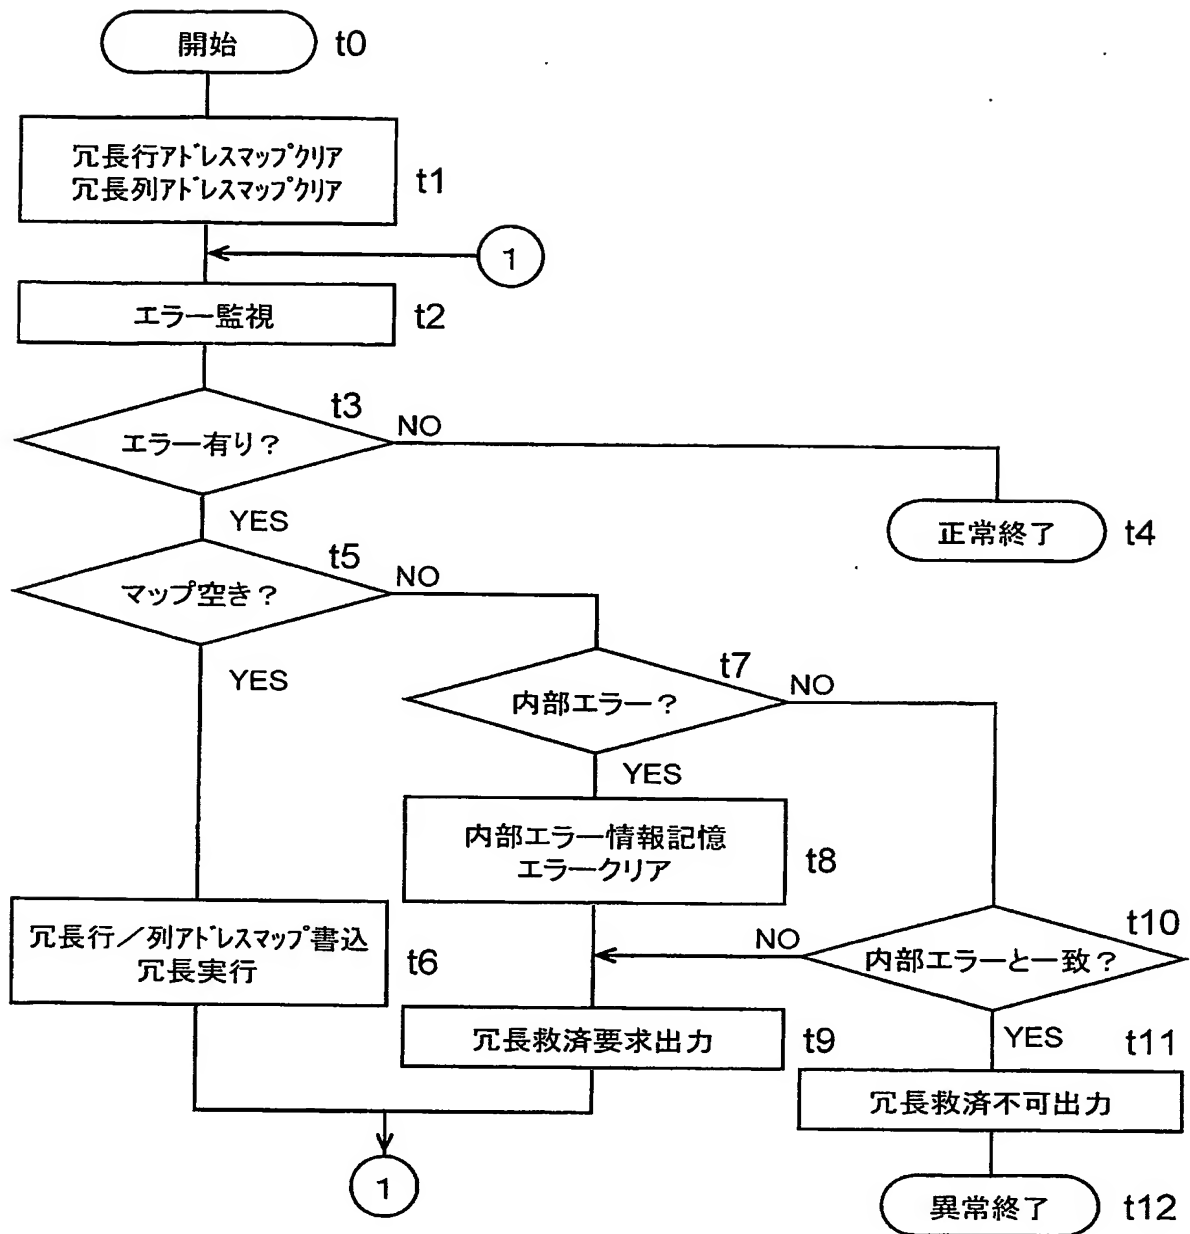 開始 t0
冗長行アドレスマップクリア
冗長列アドレスマップクリア
t1
1
エラー監視
t2
t3
エラー有り？
NO
YES
正常終了 t4
t5
マップ空き？
NO
YES
t7
内部エラー？
NO
YES
内部エラー情報記憶
エラークリア
t8
冗長行／列アドレスマップ書込
冗長実行
t6
t10
内部エラーと一致？
NO
YES
冗長救済要求出力
t9
t11
冗長救済不可出力
1
異常終了 t12